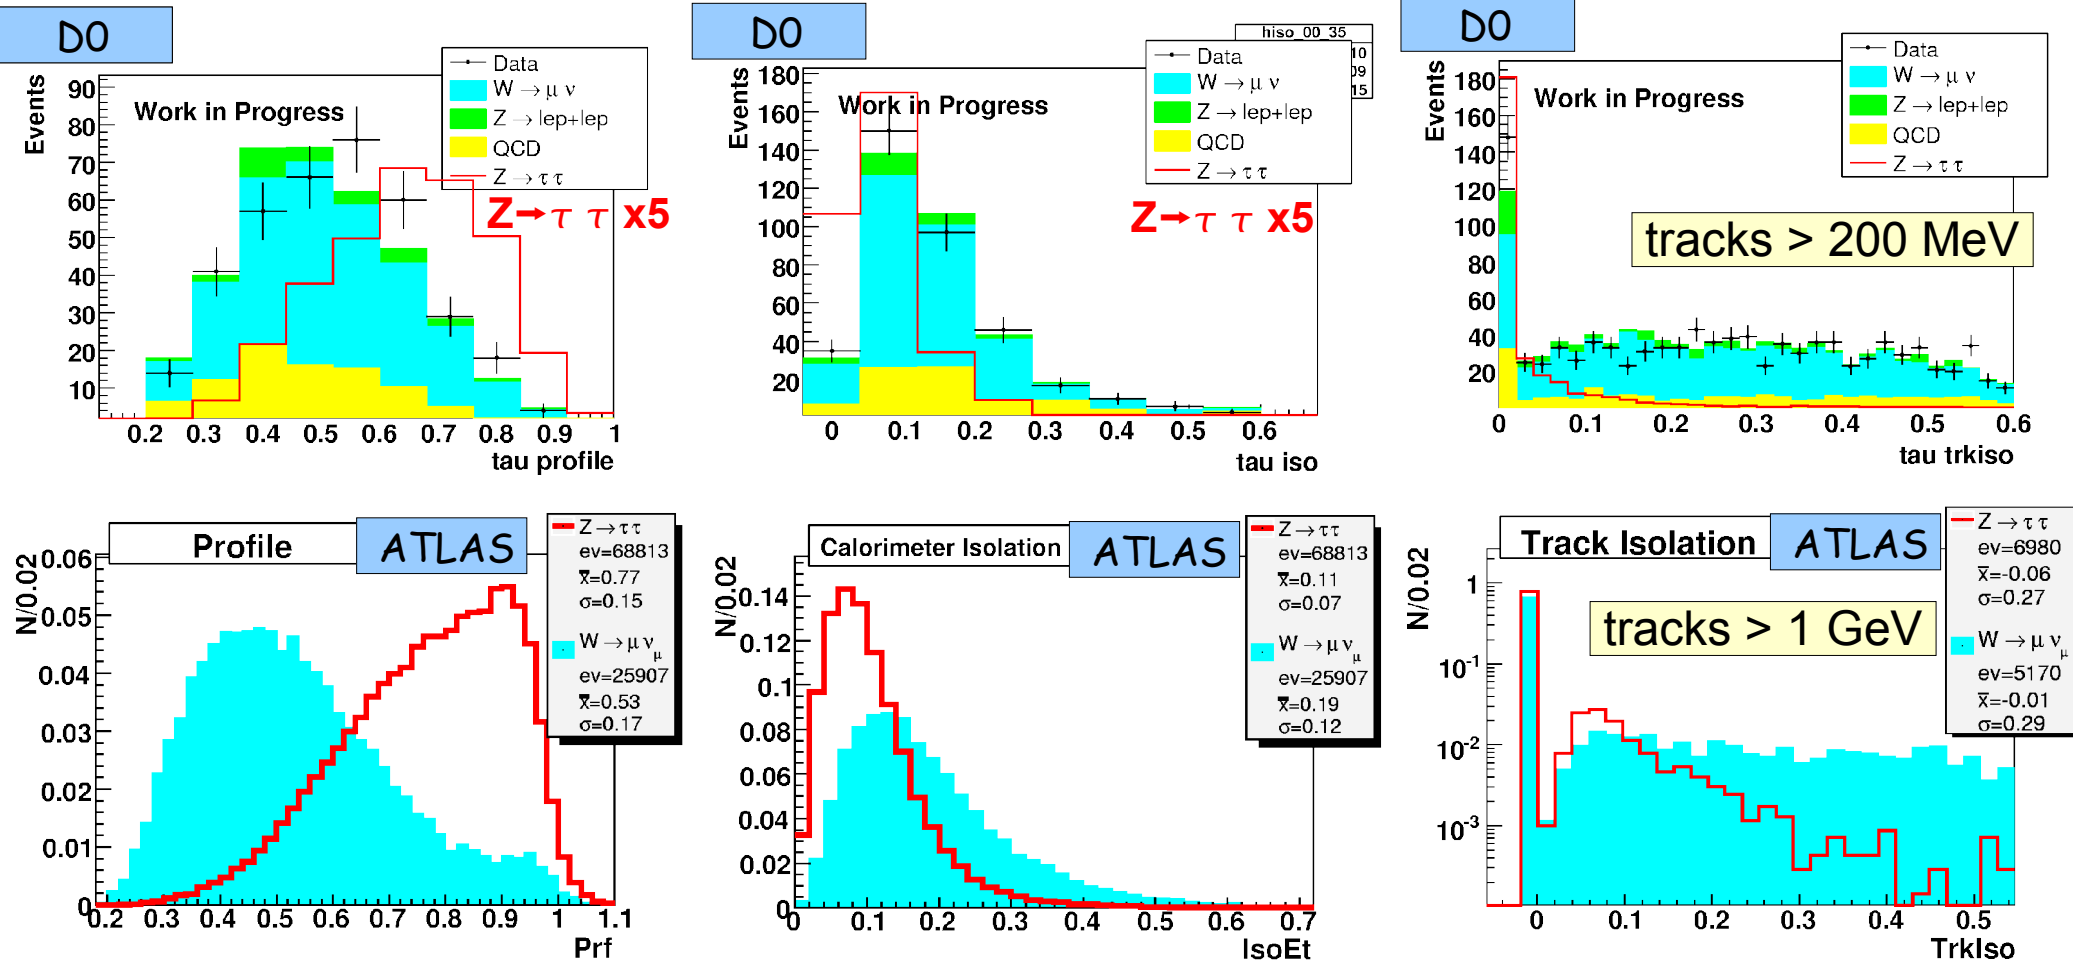 D0
Data
W → μ ν
Z → lep+lep
QCD
Z → τ τ
Work in Progress
Z→ τ τ x5
Events
90
80
70
60
50
40
30
20
10
0.2 0.3 0.4 0.5 0.6 0.7 0.8 0.9 1
tau profile
D0
hiso_00_35
10
09
15
Data
W → μ ν
Z → lep+lep
QCD
Z → τ τ
Work in Progress
Z→ τ τ x5
Events
180
160
140
120
100
80
60
40
20
0 0.1 0.2 0.3 0.4 0.5 0.6
tau iso
D0
Data
W → μ ν
Z → lep+lep
QCD
Z → τ τ
Work in Progress
tracks > 200 MeV
Events
180
160
140
120
100
80
60
40
20
0 0.1 0.2 0.3 0.4 0.5 0.6
tau trkiso
Profile
ATLAS
Z → τ τ
ev=68813
x̄=0.77
σ=0.15
W → μ νμ
ev=25907
x̄=0.53
σ=0.17
N/0.02
0.06
0.05
0.04
0.03
0.02
0.01
0
0.2 0.3 0.4 0.5 0.6 0.7 0.8 0.9 1 1.1
Prf
Calorimeter Isolation
ATLAS
Z → τ τ
ev=68813
x̄=0.11
σ=0.07
W → μ νμ
ev=25907
x̄=0.19
σ=0.12
N/0.02
0.14
0.12
0.1
0.08
0.06
0.04
0.02
0
0 0.1 0.2 0.3 0.4 0.5 0.6 0.7
IsoEt
Track Isolation
ATLAS
Z → τ τ
ev=6980
x̄=-0.06
σ=0.27
W → μ νμ
ev=5170
x̄=-0.01
σ=0.29
tracks > 1 GeV
N/0.02
1
10-1
10-2
10-3
0 0.1 0.2 0.3 0.4 0.5
TrkIso